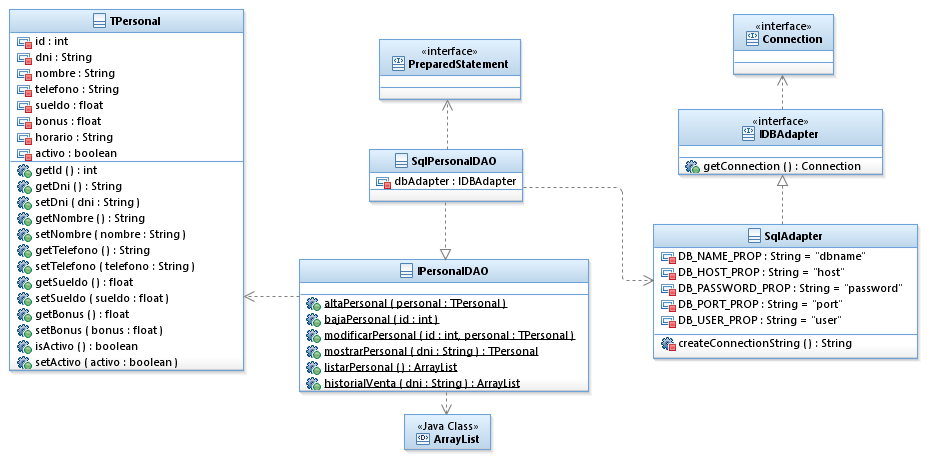 TPersonal
id : int
dni : String
nombre : String
telefono : String
sueldo : float
bonus : float
horario : String
activo : boolean
getId ( ) : int
getDni ( ) : String
setDni ( dni : String )
getNombre ( ) : String
setNombre ( nombre : String )
getTelefono ( ) : String
setTelefono ( telefono : String )
getSueldo ( ) : float
setSueldo ( sueldo : float )
getBonus ( ) : float
setBonus ( bonus : float )
isActivo ( ) : boolean
setActivo ( activo : boolean )
«interface»
PreparedStatement
SqlPersonalDAO
dbAdapter : IDBAdapter
IPersonalDAO
altaPersonal ( personal : TPersonal )
bajaPersonal ( id : int )
modificarPersonal ( id : int, personal : TPersonal )
mostrarPersonal ( dni : String ) : TPersonal
listarPersonal ( ) : ArrayList
historialVenta ( dni : String ) : ArrayList
«Java Class»
ArrayList
«interface»
Connection
«interface»
IDBAdapter
getConnection ( ) : Connection
SqlAdapter
DB_NAME_PROP : String = "dbname"
DB_HOST_PROP : String = "host"
DB_PASSWORD_PROP : String = "password"
DB_PORT_PROP : String = "port"
DB_USER_PROP : String = "user"
createConnectionString ( ) : String